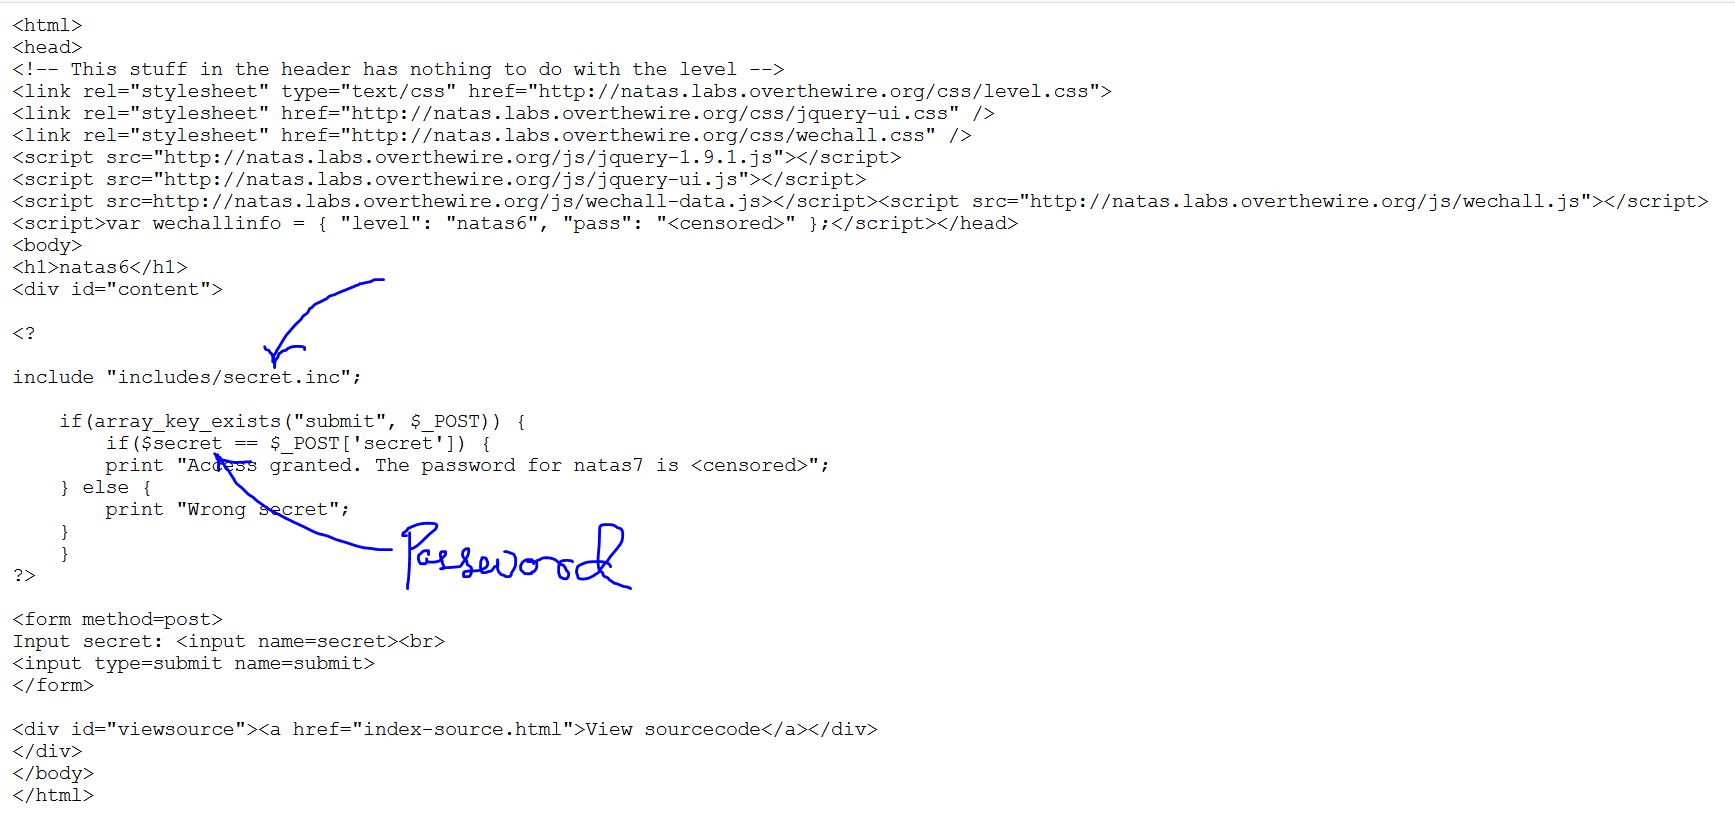 <html>
<head>
<!-- This stuff in the header has nothing to do with the level -->
<link rel="stylesheet" type="text/css" href="http://natas.labs.overthewire.org/css/level.css">
<link rel="stylesheet" href="http://natas.labs.overthewire.org/css/jquery-ui.css" />
<link rel="stylesheet" href="http://natas.labs.overthewire.org/css/wechall.css" />
<script src="http://natas.labs.overthewire.org/js/jquery-1.9.1.js"></script>
<script src="http://natas.labs.overthewire.org/js/jquery-ui.js"></script>
<script src=http://natas.labs.overthewire.org/js/wechall-data.js></script><script src="http://natas.labs.overthewire.org/js/wechall.js"></script>
<script>var wechallinfo = { "level": "natas6", "pass": "<censored>" };</script></head>
<body>
<h1>natas6</h1>
<div id="content">
<?
include "includes/secret.inc";
if(array_key_exists("submit", $_POST)) {
if($secret == $_POST['secret']) {
print "Access granted. The password for natas7 is <censored>";
} else {
print "Wrong secret";
}
}
Password
?>
<form method=post>
Input secret: <input name=secret><br>
<input type=submit name=submit>
</form>
<div id="viewsource"><a href="index-source.html">View sourcecode</a></div>
</div>
</body>
</html>